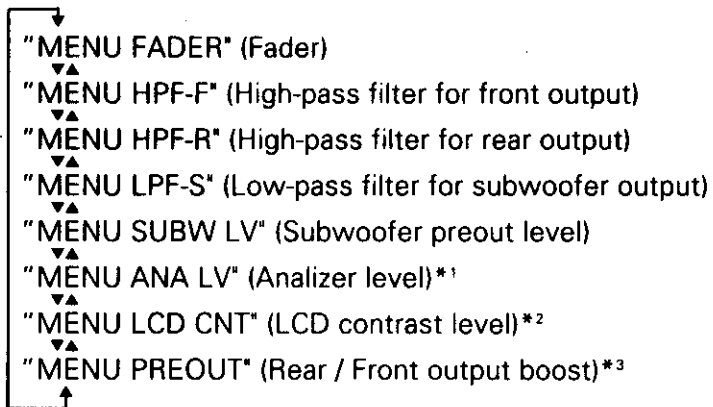 "MENU FADER" (Fader)
"MENU HPF-F" (High-pass filter for front output)
"MENU HPF-R" (High-pass filter for rear output)
"MENU LPF-S" (Low-pass filter for subwoofer output)
"MENU SUBW LV" (Subwoofer preout level)
"MENU ANA LV" (Analizer level)*1
"MENU LCD CNT" (LCD contrast level)*2
"MENU PREOUT" (Rear / Front output boost)*3